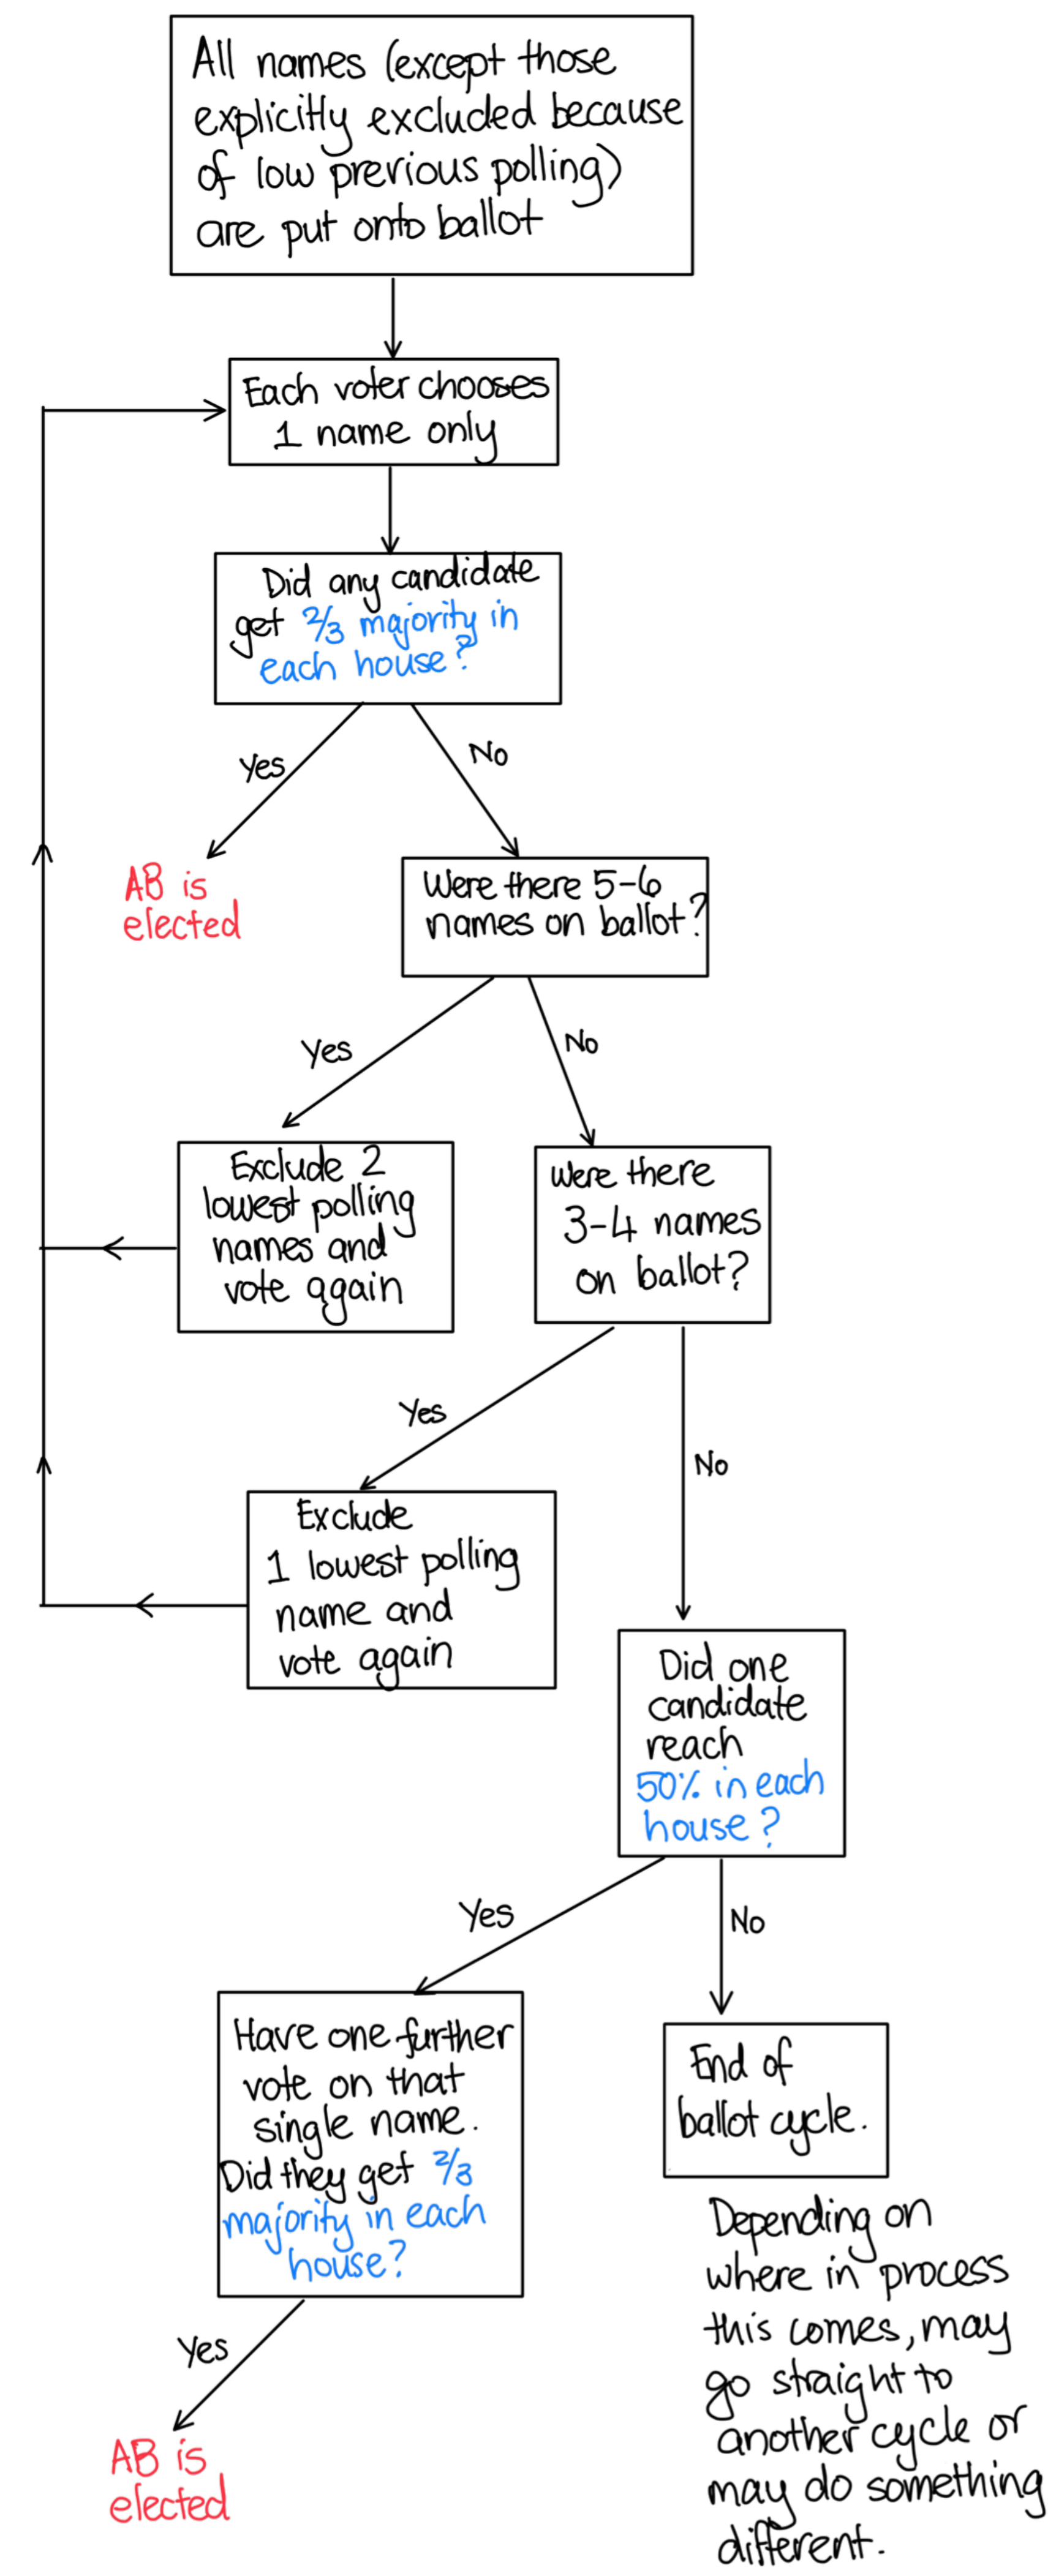 All names (except those
explicitly excluded because
of low previous polling)
are put onto ballot
Each voter chooses
1 name only
Did any candidate
get 2/3 majority in
each house?
Yes
No
AB is
elected
Were there 5-6
names on ballot?
Yes
No
Exclude 2
lowest polling
names and
vote again
Were there
3-4 names
on ballot?
Yes
No
Exclude
1 lowest polling
name and
vote again
Did one
candidate
reach
50% in each
house?
Yes
No
Have one further
vote on that
single name.
Did they get 2/3
majority in each
house?
End of
ballot cycle.
Yes
AB is
elected
Depending on
where in process
this comes, may
go straight to
another cycle or
may do something
different.